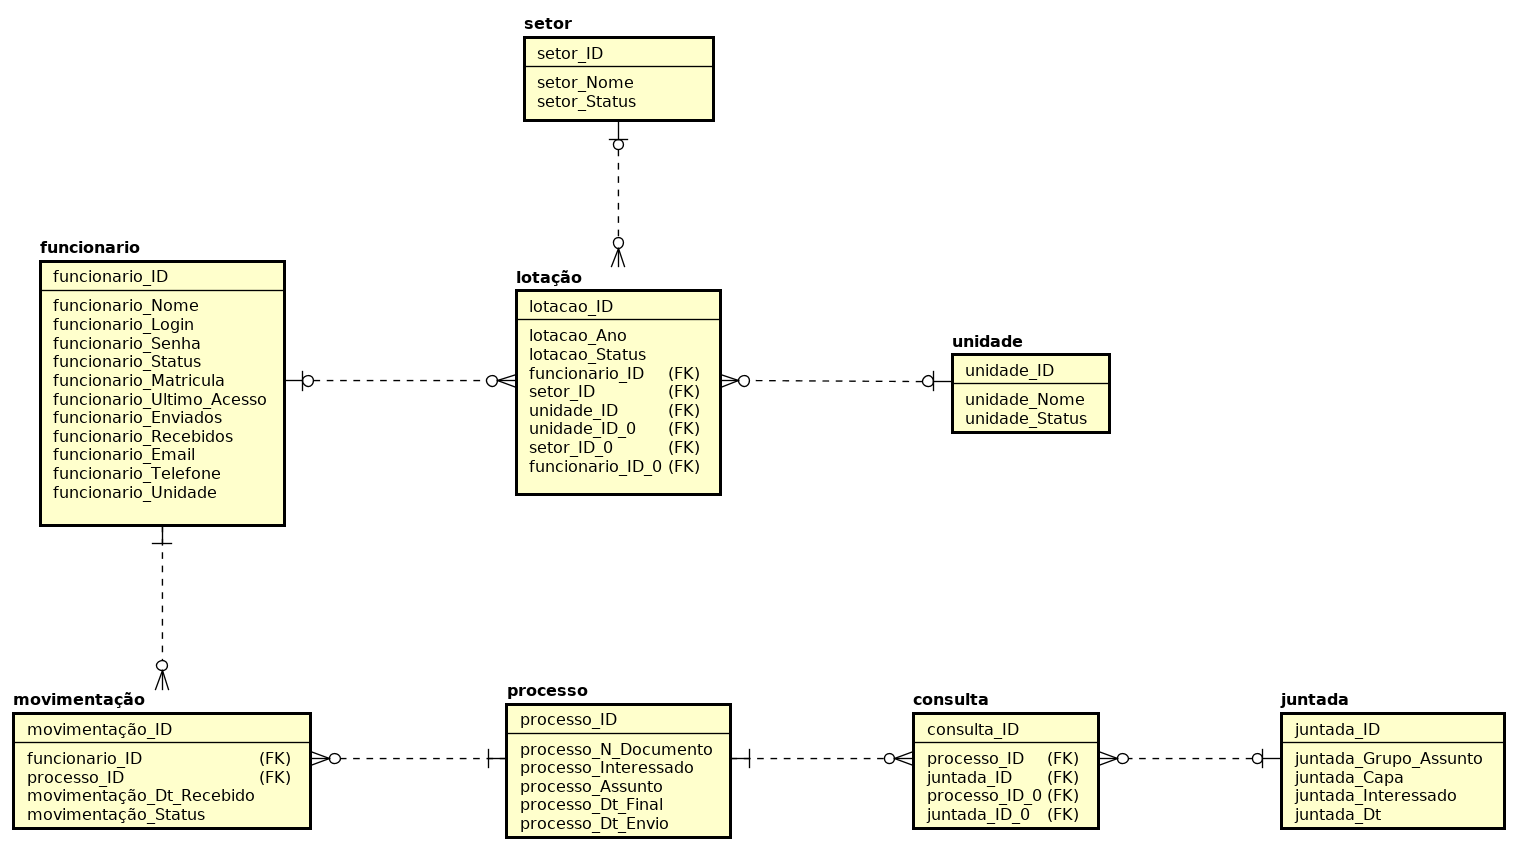 setor
setor_ID
setor_Nome
setor_Status
funcionario
funcionario_ID
funcionario_Nome
funcionario_Login
funcionario_Senha
funcionario_Status
funcionario_Matricula
funcionario_Ultimo_Acesso
funcionario_Enviados
funcionario_Recebidos
funcionario_Email
funcionario_Telefone
funcionario_Unidade
lotação
lotacao_ID
lotacao_Ano
lotacao_Status
funcionario_ID (FK)
setor_ID (FK)
unidade_ID (FK)
unidade_ID_0 (FK)
setor_ID_0 (FK)
funcionario_ID_0 (FK)
unidade
unidade_ID
unidade_Nome
unidade_Status
movimentação
movimentação_ID
funcionario_ID (FK)
processo_ID (FK)
movimentação_Dt_Recebido
movimentação_Status
processo
processo_ID
processo_N_Documento
processo_Interessado
processo_Assunto
processo_Dt_Final
processo_Dt_Envio
consulta
consulta_ID
processo_ID (FK)
juntada_ID (FK)
processo_ID_0 (FK)
juntada_ID_0 (FK)
juntada
juntada_ID
juntada_Grupo_Assunto
juntada_Capa
juntada_Interessado
juntada_Dt